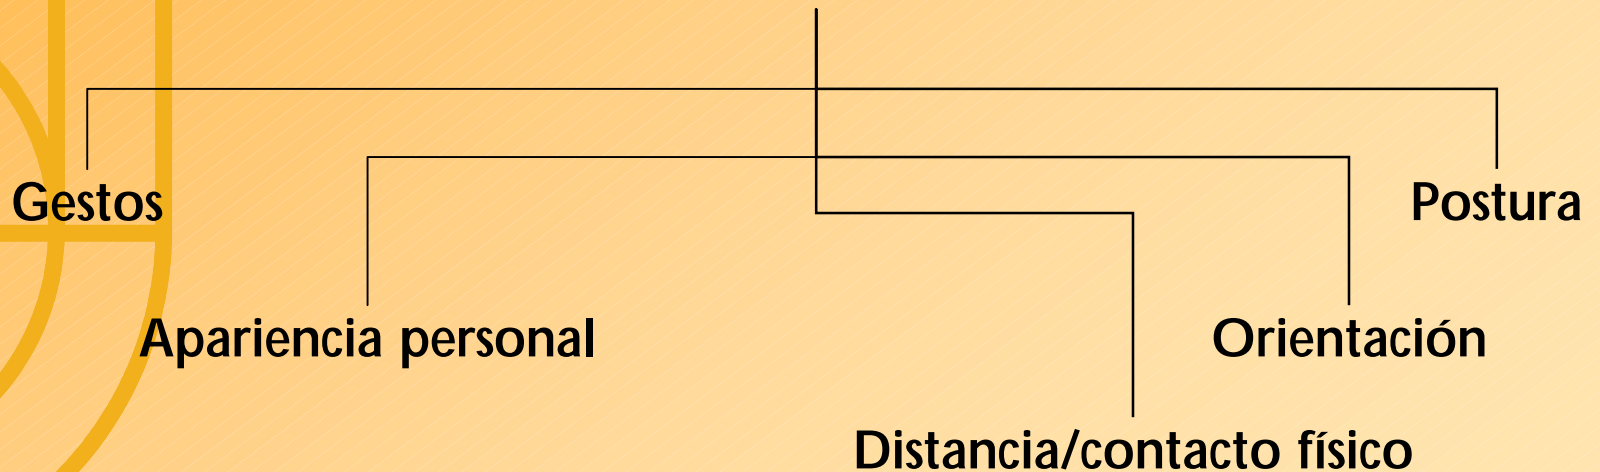 Gestos
Postura
Apariencia personal
Orientación
Distancia/contacto físico